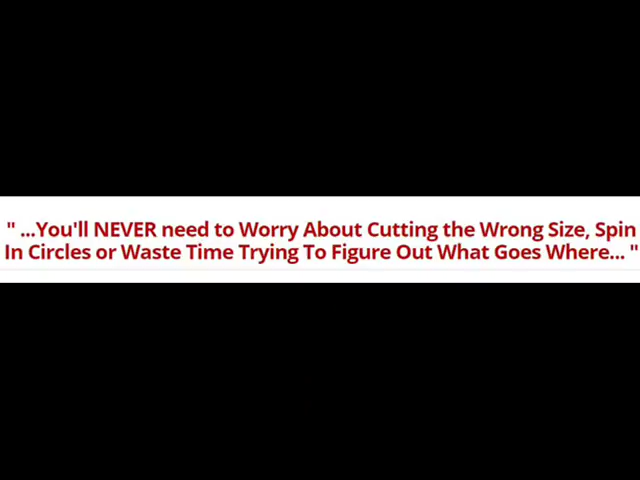 " ...You'll NEVER need to Worry About Cutting the Wrong Size, Spin
In Circles or Waste Time Trying To Figure Out What Goes Where... "